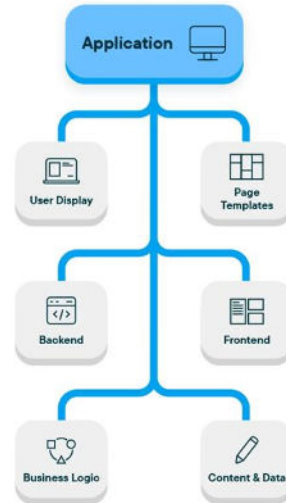 Application
User Display
Page
Templates
</>
Backend
Frontend
Business Logic
Content & Data